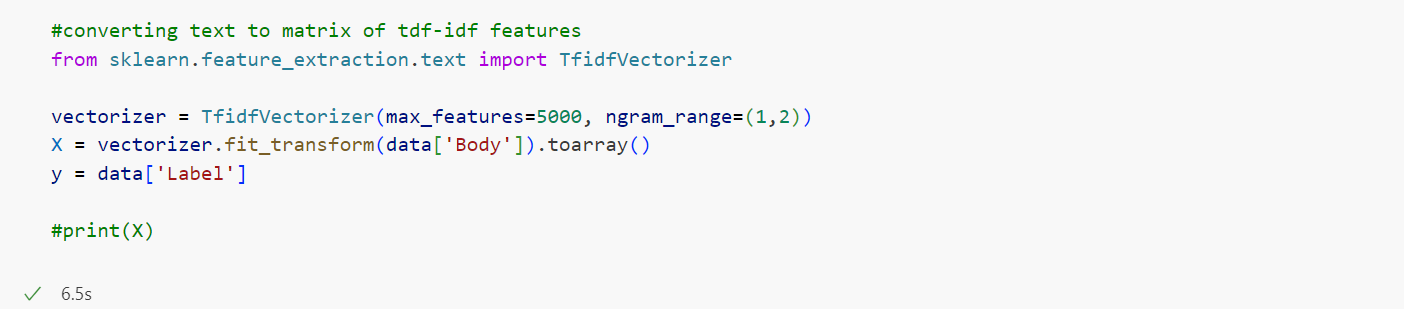 #converting text to matrix of tdf-idf features
from sklearn.feature_extraction.text import TfidfVectorizer
vectorizer = TfidfVectorizer(max_features=5000, ngram_range=(1,2))
X = vectorizer.fit_transform(data['Body']).toarray()
y = data['Label']
#print(X)
6.5s